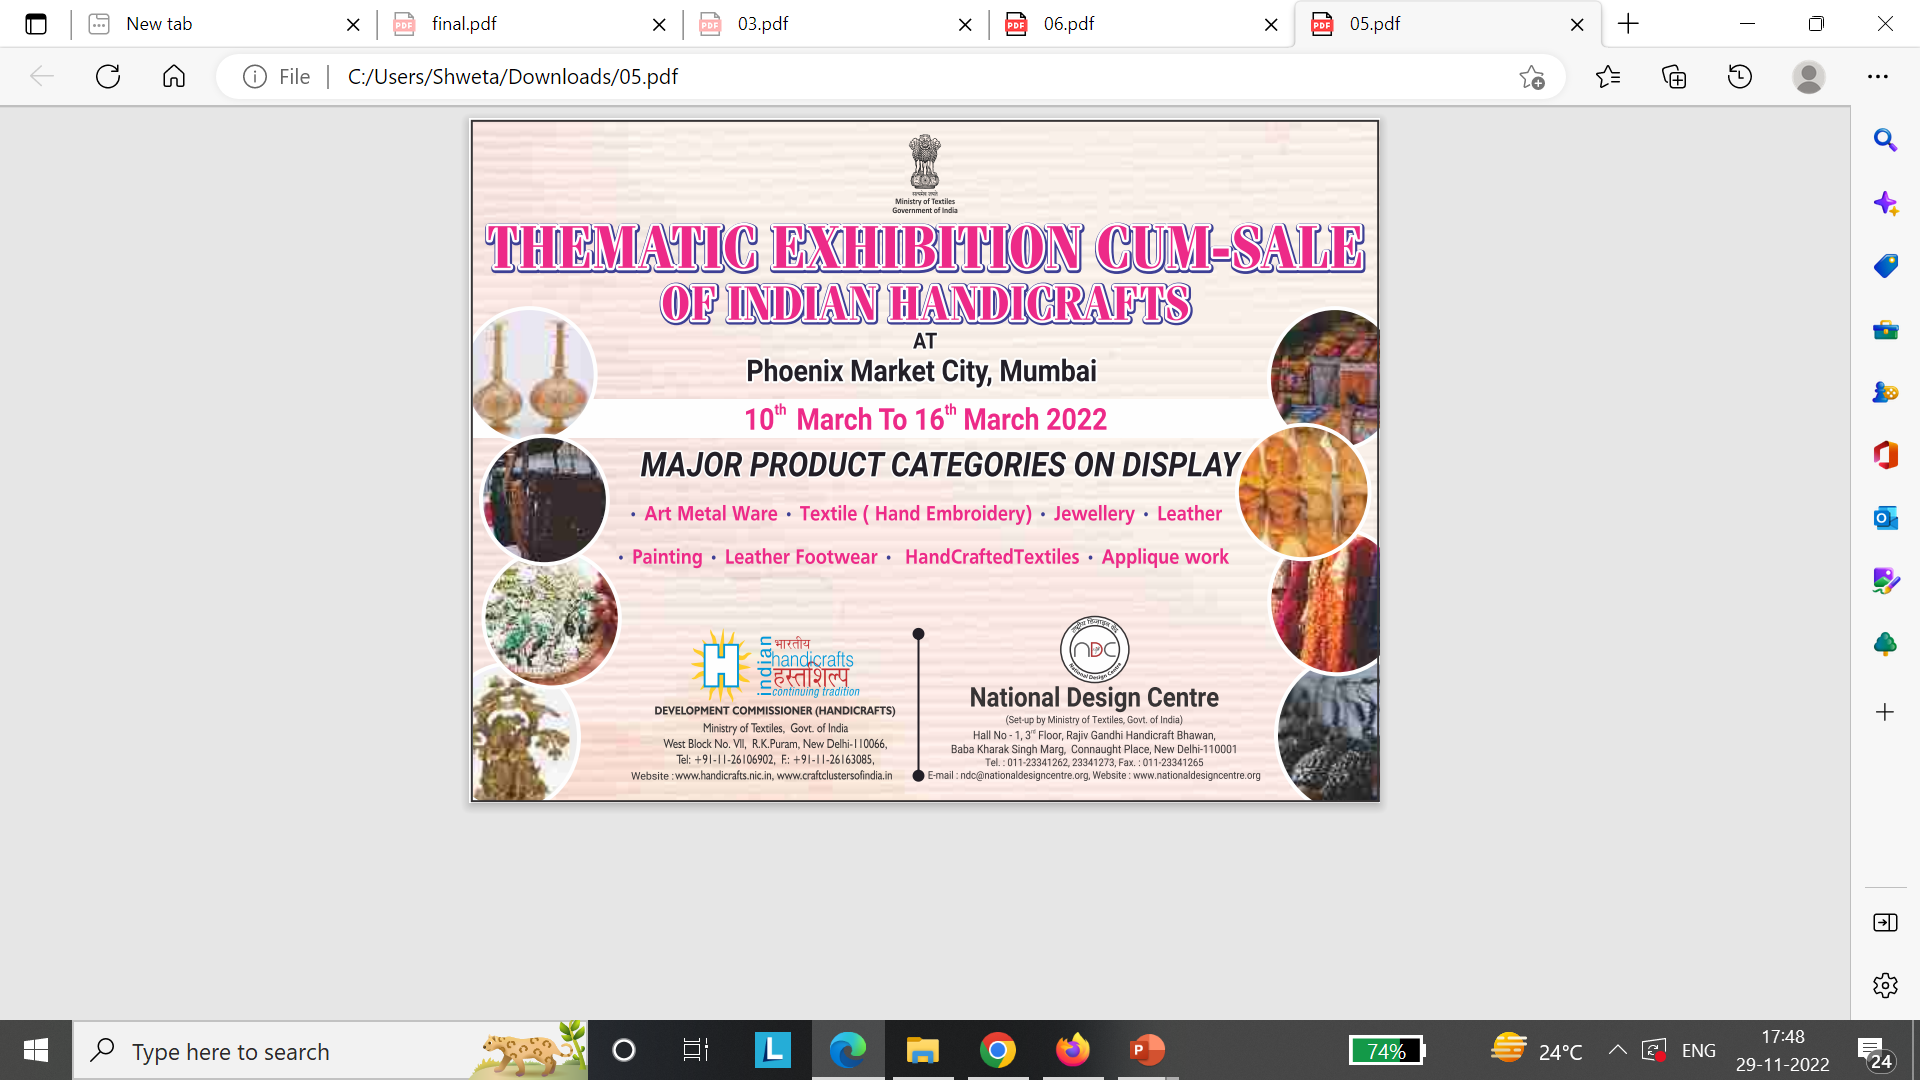 New tab
final.pdf
03.pdf
06.pdf
05.pdf
File
C:/Users/Shweta/Downloads/05.pdf
सत्यमेव जयते
Ministry of Textiles
Government of India
THEMATIC EXHIBITION CUM-SALE
OF INDIAN HANDICRAFTS
AT
Phoenix Market City, Mumbai
10th March To 16th March 2022
MAJOR PRODUCT CATEGORIES ON DISPLAY
• Art Metal Ware • Textile ( Hand Embroidery) • Jewellery • Leather
• Painting • Leather Footwear • HandCraftedTextiles • Applique work
H
indian
भारतीय
handicrafts
हस्तशिल्प
continuing tradition
DEVELOPMENT COMMISSIONER (HANDICRAFTS)
Ministry of Textiles, Govt. of India
West Block No. VII, R.K.Puram, New Delhi-110066,
Tel: +91-11-26106902, F.: +91-11-26163085,
Website : www.handicrafts.nic.in, www.craftclustersofindia.in
NDC
National Design Centre
National Design Centre
(Set-up by Ministry of Textiles, Govt. of India)
Hall No - 1, 3rd Floor, Rajiv Gandhi Handicraft Bhawan,
Baba Kharak Singh Marg, Connaught Place, New Delhi-110001
Tel. : 011-23341262, 23341273, Fax. : 011-23341265
E-mail : ndc@nationaldesigncentre.org, Website : www.nationaldesigncentre.org
Type here to search
L
P
74%
24°C
ENG
17:48
29-11-2022
24